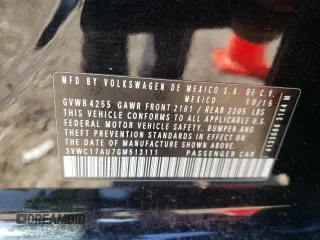 MFD. BY VOLKSWAGEN DE MEXICO S.A. DE C.V.
MEXICO 10/15
GVWR 4255 GAWR FRONT 2161 / REAR 2205 LBS
THIS VEHICLE CONFORMS TO ALL APPLICABLE U.S.
FEDERAL MOTOR VEHICLE SAFETY, BUMPER AND
THEFT PREVENTION STANDARDS IN EFFECT ON
THE DATE OF MANUFACTURE SHOWN ABOVE.
3VWC17AU7GM513111 PASSENGER CAR
DREAMBID